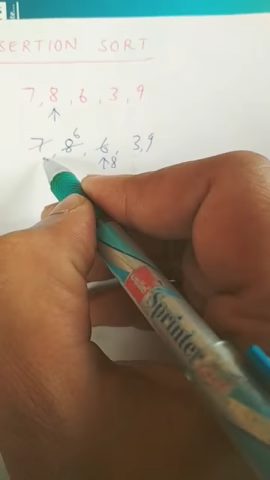 SERTION SORT
7, 8, 6, 3, 9
6
7 8, 6, 3, 9
↑8
Sprinter